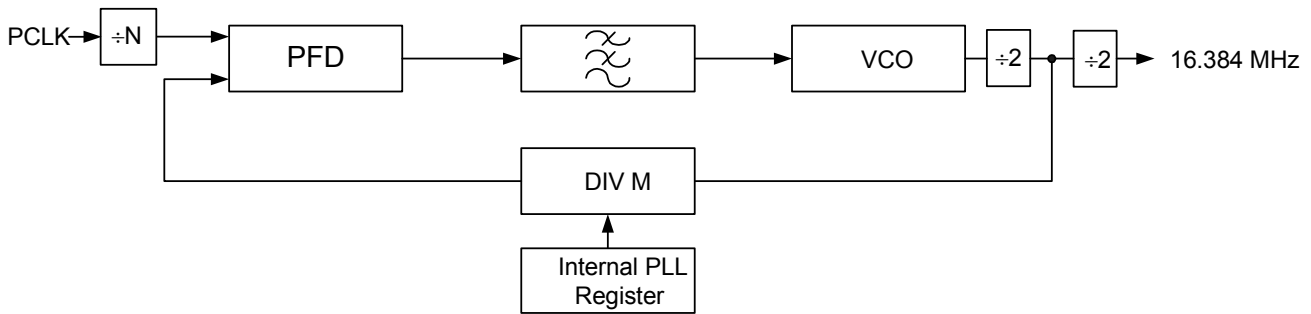 PCLK
÷N
PFD
VCO
÷2
÷2
16.384 MHz
DIV M
Internal PLL
Register